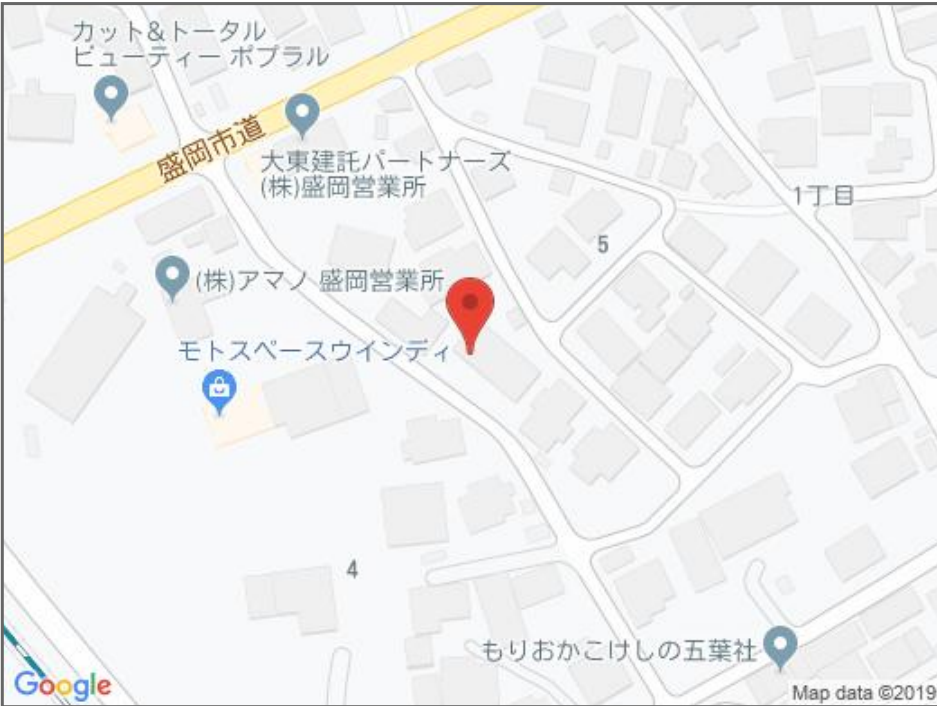 カット&トータル
ビューティー ポプラル
盛岡市道
大東建託パートナーズ
(株)盛岡営業所
1丁目
5
(株)アマノ 盛岡営業所
モトスペースウインディ
4
もりおかこけしの五葉社
Google
Map data ©2019